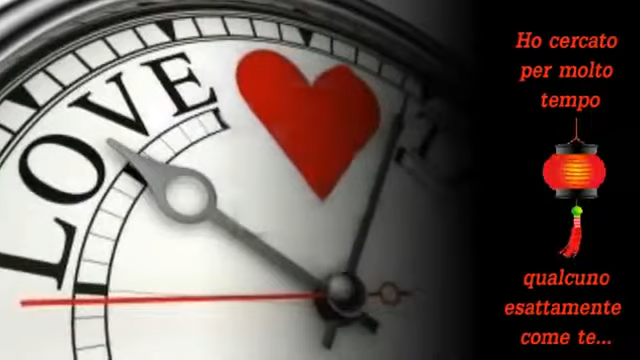 LOVE
Ho cercato
per molto
tempo
qualcuno
esattamente
come te...